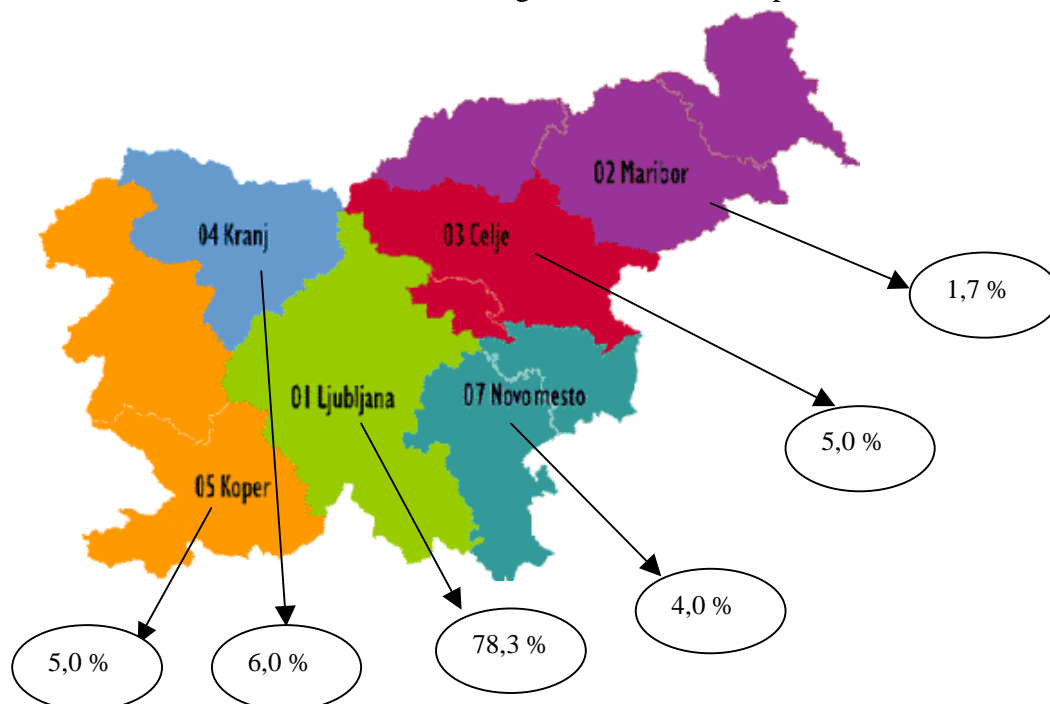 02 Maribor
04 Kranj
03 Celje
1,7 %
01 Ljubljana
07 Novo mesto
5,0 %
05 Koper
4,0 %
5,0 %
6,0 %
78,3 %